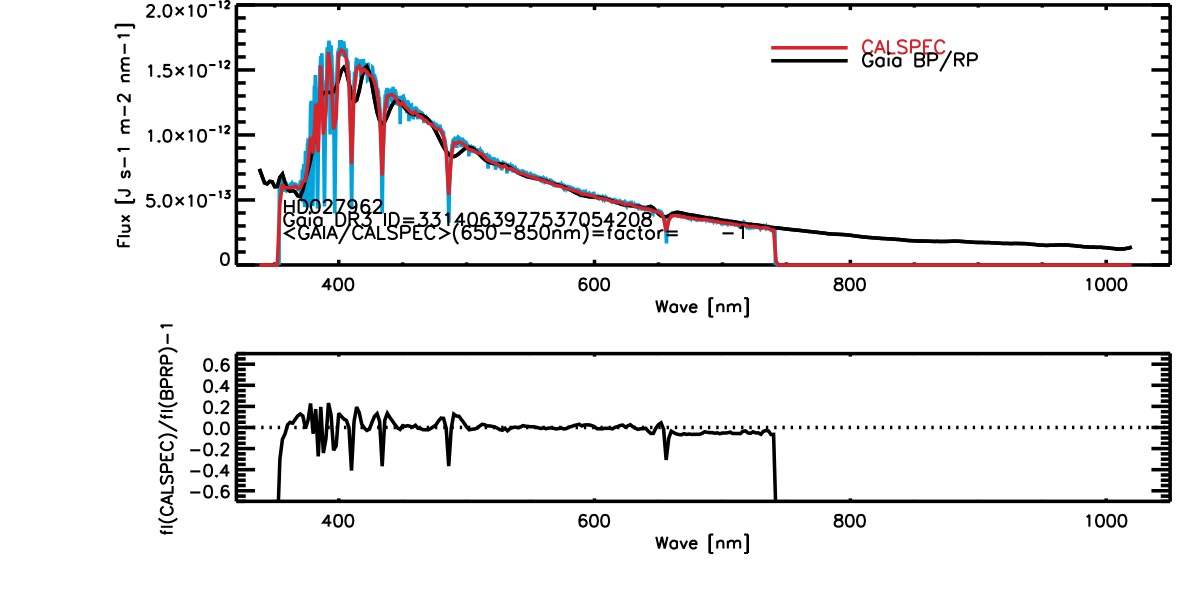 2.0×10−12
1.5×10−12
1.0×10−12
5.0×10−13
0
Flux [J s−1 m−2 nm−1]
CALSPEC
Gaia BP/RP
HD027962
Gaia DR3 ID=3314063977537054208
<GAIA/CALSPEC>(650−850nm)=factor= −1
400 600 800 1000
Wave [nm]
0.6
0.4
0.2
0.0
−0.2
−0.4
−0.6
fl(CALSPEC)/fl(BPRP)−1
400 600 800 1000
Wave [nm]